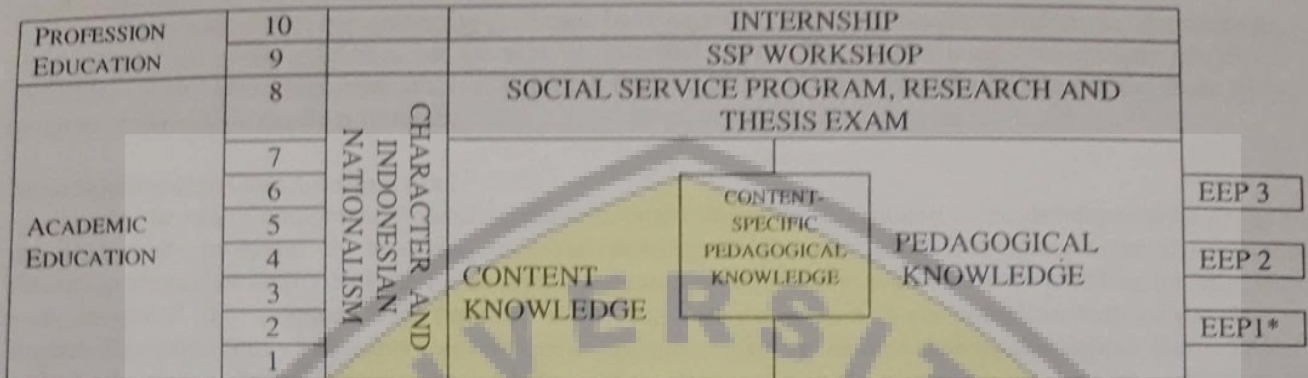 PROFESSION
EDUCATION
10
INTERNSHIP
9
SSP WORKSHOP
8
SOCIAL SERVICE PROGRAM, RESEARCH AND
THESIS EXAM
ACADEMIC
EDUCATION
7
6
5
4
3
2
1
CHARACTER AND
INDONESIAN
NATIONALISM
CONTENT
KNOWLEDGE
CONTENT-
SPECIFIC
PEDAGOGICAL
KNOWLEDGE
PEDAGOGICAL
KNOWLEDGE
EEP 3
EEP 2
EEP1*
IVERSIT